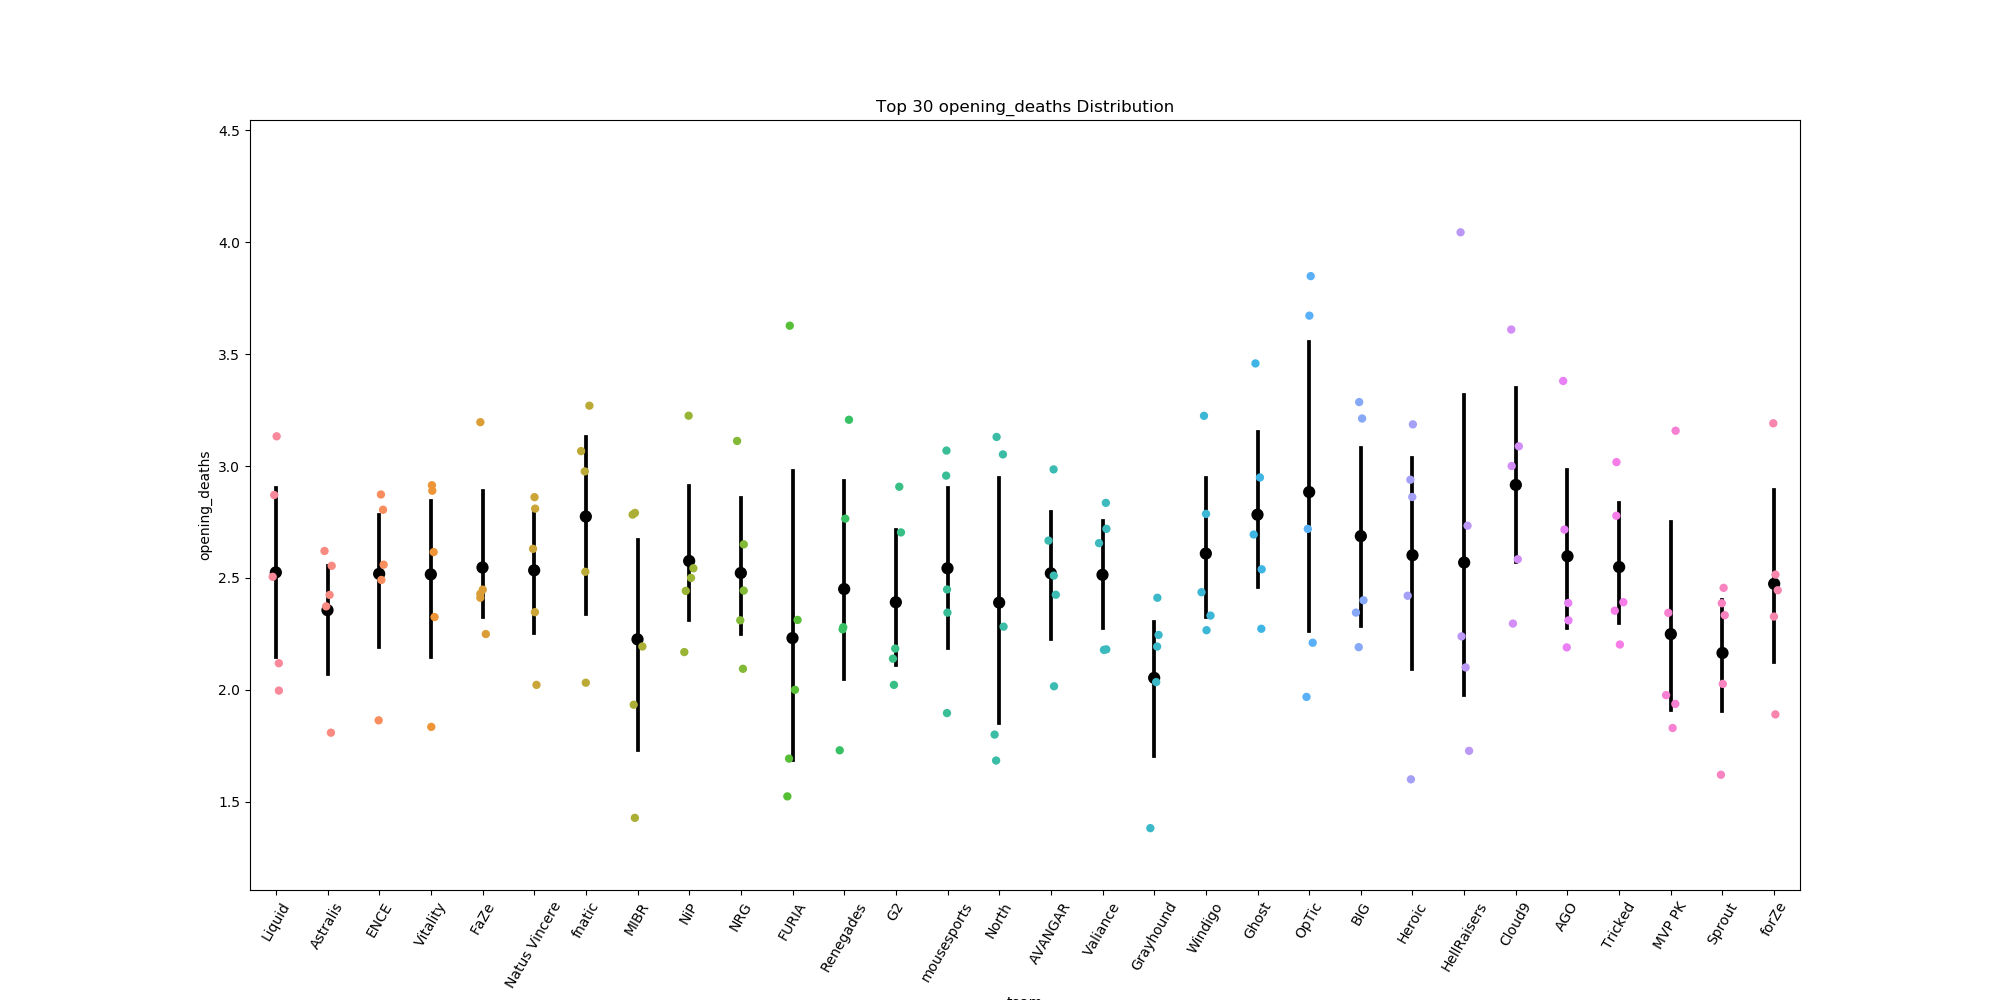 Top 30 opening_deaths Distribution
opening_deaths
4.5
4.0
3.5
3.0
2.5
2.0
1.5
Liquid
Astralis
ENCE
Vitality
FaZe
Natus Vincere
fnatic
MIBR
NiP
NRG
FURIA
Renegades
G2
mousesports
North
AVANGAR
Valiance
Grayhound
Windigo
Ghost
OpTic
BIG
Heroic
HellRaisers
Cloud9
AGO
Tricked
MVP PK
Sprout
forZe